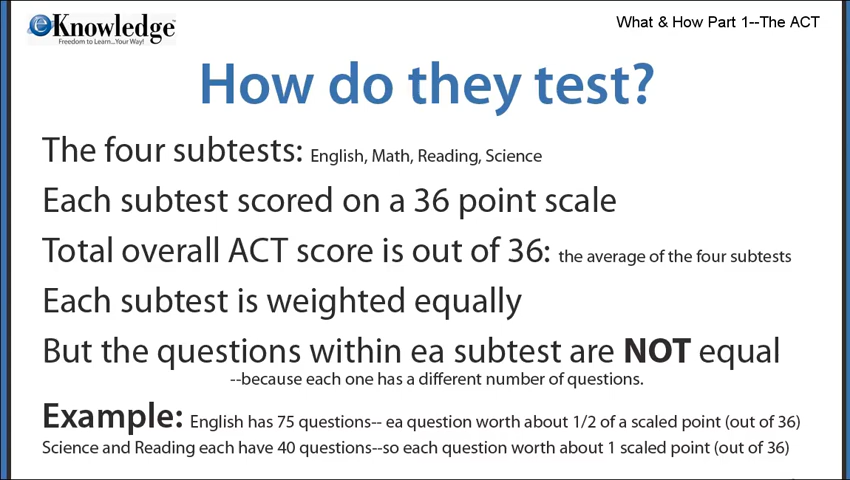 eKnowledge™
Freedom to Learn...Your Way!
What & How Part 1--The ACT
How do they test?
The four subtests: English, Math, Reading, Science
Each subtest scored on a 36 point scale
Total overall ACT score is out of 36: the average of the four subtests
Each subtest is weighted equally
But the questions within ea subtest are NOT equal
--because each one has a different number of questions.
Example: English has 75 questions-- ea question worth about 1/2 of a scaled point (out of 36)
Science and Reading each have 40 questions--so each question worth about 1 scaled point (out of 36)